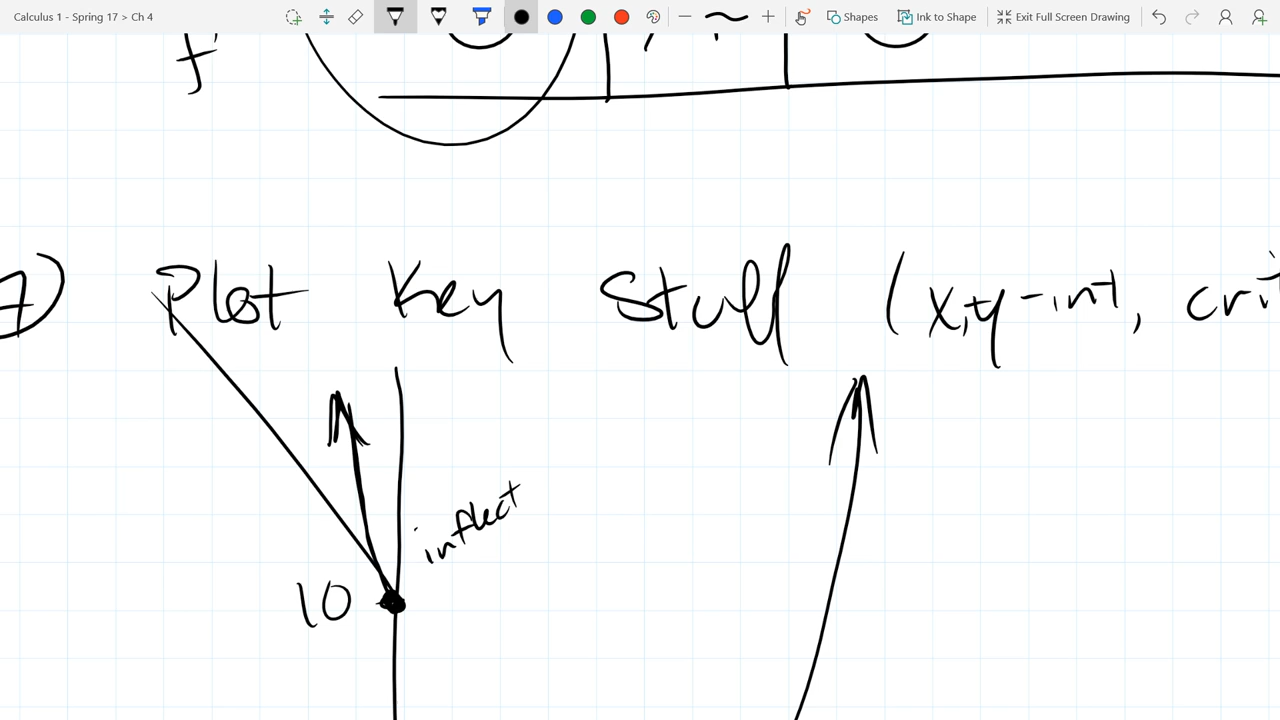 Calculus 1 - Spring 17 > Ch 4
Shapes
Ink to Shape
Exit Full Screen Drawing
f'
7) Plot Key Stuff (x,y-int, crit
inflect
10